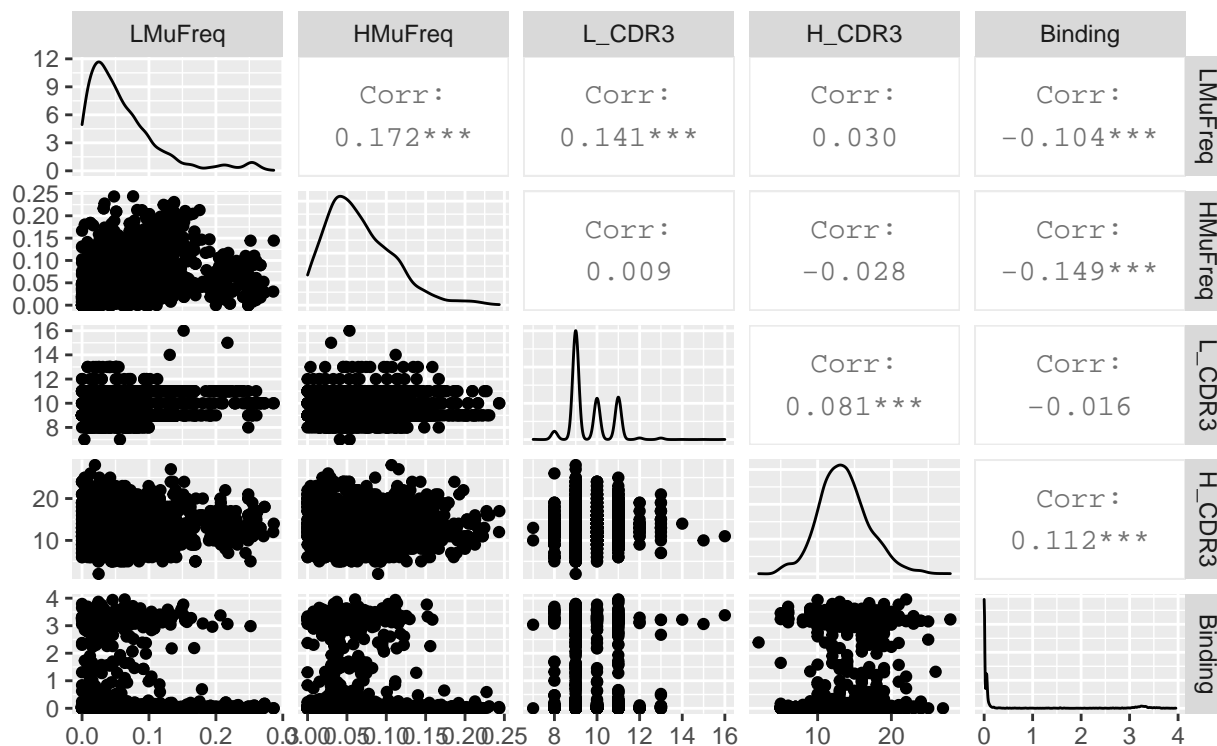 LMuFreq HMuFreq L_CDR3 H_CDR3 Binding
12
9
6
3
0
Corr:
0.172***
Corr:
0.141***
Corr:
0.030
Corr:
-0.104***
LMuFreq
0.25
0.20
0.15
0.10
0.05
0.00
Corr:
0.009
Corr:
-0.028
Corr:
-0.149***
HMuFreq
16
14
12
10
8
Corr:
0.081***
Corr:
-0.016
L_CDR3
20
10
Corr:
0.112***
H_CDR3
4
3
2
1
0
Binding
0.0 0.1 0.2 0.3
0.00 0.05 0.10 0.15 0.20 0.25
8 10 12 14 16
10 20
0 1 2 3 4